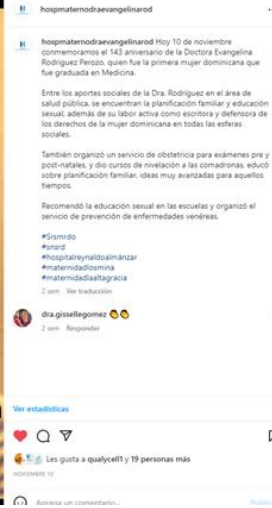 hospmaternodraevangelinarod
hospmaternodraevangelinarod Hoy 10 de noviembre
conmemoramos el 143 aniversario de la Doctora Evangelina
Rodriguez Perozo, quien fue la primera mujer dominicana que
fue graduada en Medicina.
Entre los aportes sociales de la Dra. Rodríguez en el área de
salud pública, se encuentran la planificación familiar y educación
sexual, además de su labor activa como escritora y defensora de
los derechos de la mujer dominicana en todas las esferas
sociales.
También organizó un servicio de obstetricia para exámenes pre y
post-natales, y dio cursos de nivelación a las comadronas, educó
sobre planificación familiar, ideas muy avanzadas para aquellos
tiempos.
Recomendó la educación sexual en las escuelas y organizó el
servicio de prevención de enfermedades venéreas.
#Srsmrdo
#snsrd
#hospitalreynaldoalmánzar
#maternidadlosmina
#maternidadlaaltagracia
2 sem Ver traducción
dra.gissellegomez 👏👏
2 sem Responder
Ver estadísticas
Les gusta a qualycell1 y 19 personas más
NOVIEMBRE 10
Agrega un comentario...